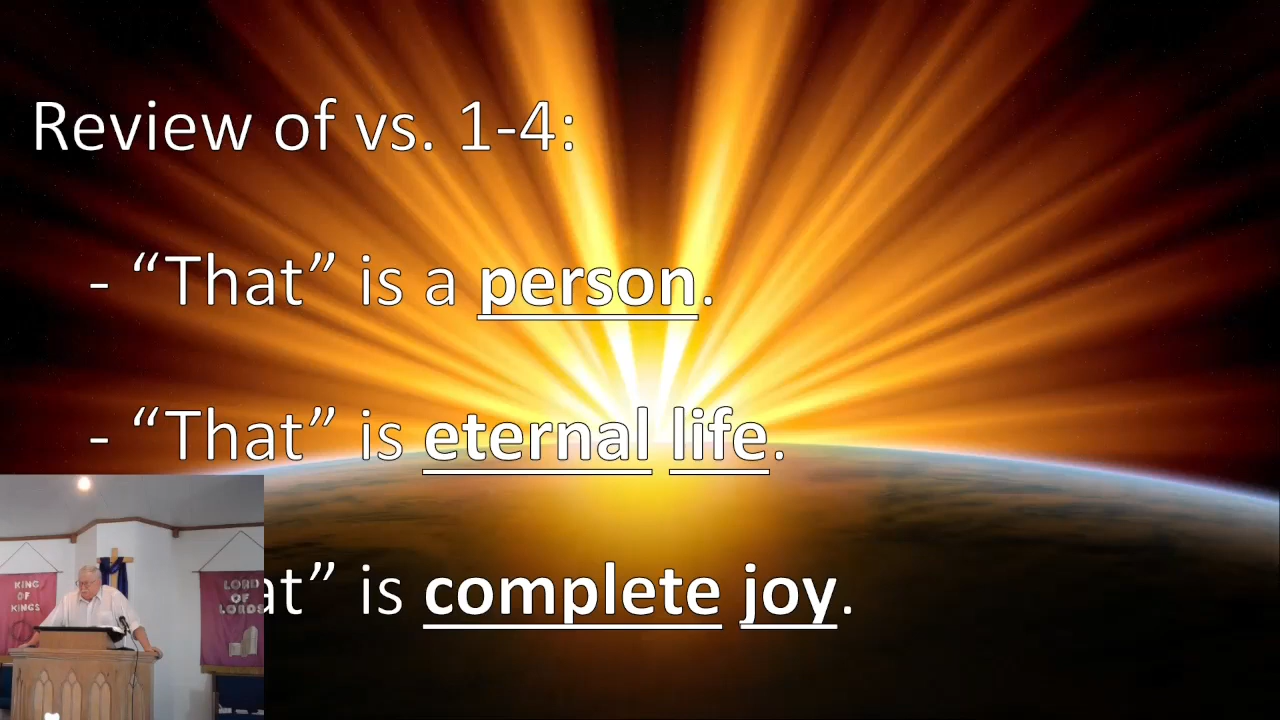 Review of vs. 1-4:
- “That” is a person.
- “That” is eternal life.
at” is complete joy.
KING
OF
KINGS
LORD
OF
LORDS